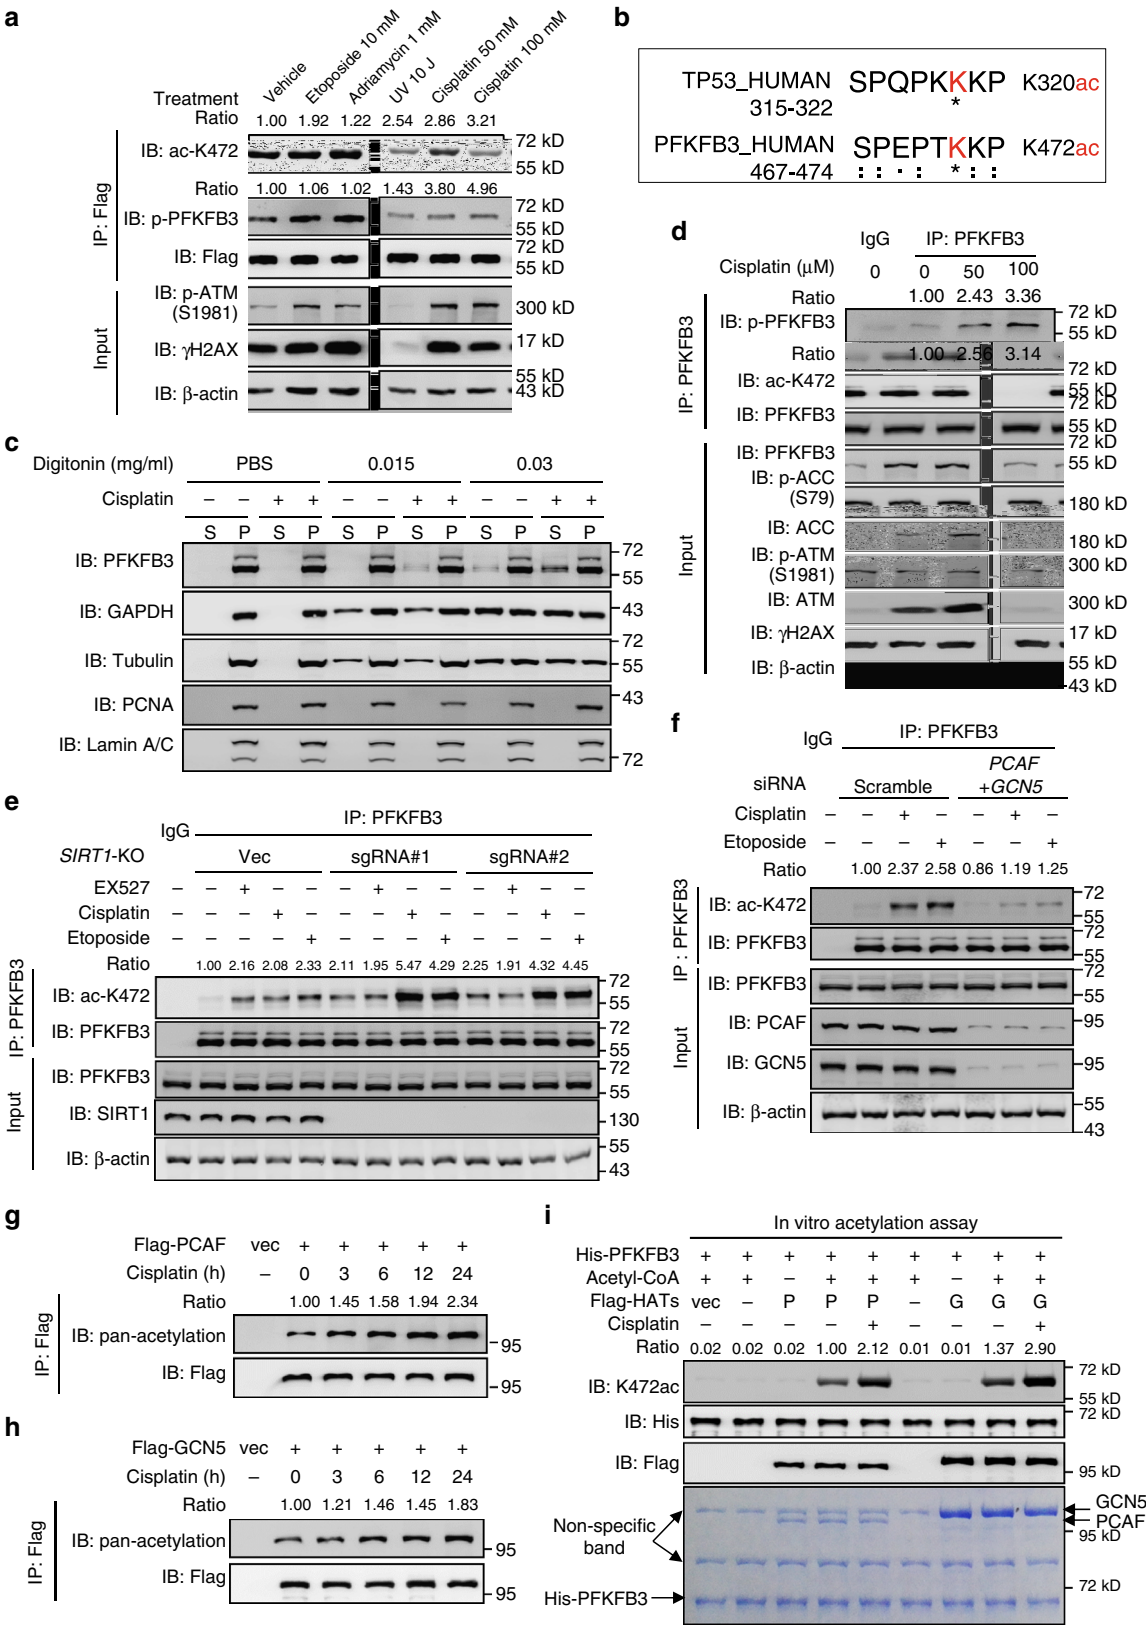 a
Treatment Vehicle Etoposide 10 mM Adriamycin 1 mM UV 10 J Cisplatin 50 mM Cisplatin 100 mM
Ratio 1.00 1.92 1.22 2.54 2.86 3.21
IP: Flag
IB: ac-K472 72 kD 55 kD
Ratio 1.00 1.06 1.02 1.43 3.80 4.96
IB: p-PFKFB3 72 kD 55 kD
IB: Flag 72 kD 55 kD
Input
IB: p-ATM (S1981) 300 kD
IB: γH2AX 17 kD
IB: β-actin 55 kD 43 kD
b
TP53_HUMAN SPQPKKKP K320ac
315-322 *
PFKFB3_HUMAN SPEPTKKP K472ac
467-474 : : · : * : :
c
Digitonin (mg/ml) PBS 0.015 0.03
Cisplatin – – + + – – + + – – + +
S P S P S P S P S P S P
IB: PFKFB3 72 55
IB: GAPDH 43
IB: Tubulin 72 55
IB: PCNA 43
IB: Lamin A/C 72
d
IgG IP: PFKFB3
Cisplatin (μM) 0 0 50 100
Ratio 1.00 2.43 3.36
IP: PFKFB3
IB: p-PFKFB3 72 kD 55 kD
Ratio 1.00 2.56 3.14
72 kD
IB: ac-K472 55 kD
72 kD
IB: PFKFB3 55 kD
72 kD
Input
IB: PFKFB3 55 kD
IB: p-ACC (S79) 180 kD
IB: ACC 180 kD
IB: p-ATM (S1981) 300 kD
IB: ATM 300 kD
IB: γH2AX 17 kD
IB: β-actin 55 kD
43 kD
e
IgG IP: PFKFB3
SIRT1-KO Vec sgRNA#1 sgRNA#2
EX527 – – + – – – + – – – + – –
Cisplatin – – – + – – – + – – – + –
Etoposide – – – – + – – – + – – – +
Ratio 1.00 2.16 2.08 2.33 2.11 1.95 5.47 4.29 2.25 1.91 4.32 4.45
IP: PFKFB3
IB: ac-K472 72 55
IB: PFKFB3 72 55
Input
IB: PFKFB3 72 55
IB: SIRT1 130
IB: β-actin 55 43
f
IgG IP: PFKFB3
siRNA Scramble PCAF +GCN5
Cisplatin – – + – – + –
Etoposide – – – + – – +
Ratio 1.00 2.37 2.58 0.86 1.19 1.25
IP : PFKFB3
IB: ac-K472 72 55
IB: PFKFB3 72 55
Input
IB: PFKFB3 72 55
IB: PCAF 95
IB: GCN5 95
IB: β-actin 55 43
g
Flag-PCAF vec + + + + +
Cisplatin (h) – 0 3 6 12 24
Ratio 1.00 1.45 1.58 1.94 2.34
IP: Flag
IB: pan-acetylation 95
IB: Flag 95
h
Flag-GCN5 vec + + + + +
Cisplatin (h) – 0 3 6 12 24
Ratio 1.00 1.21 1.46 1.45 1.83
IP: Flag
IB: pan-acetylation 95
IB: Flag 95
i
In vitro acetylation assay
His-PFKFB3 + + + + + + + + +
Acetyl-CoA + + – + + + – + +
Flag-HATs vec – P P P – G G G
Cisplatin – – – – + – – – +
Ratio 0.02 0.02 0.02 1.00 2.12 0.01 0.01 1.37 2.90
IB: K472ac 72 kD 55 kD
IB: His 72 kD
IB: Flag 95 kD
GCN5
PCAF
95 kD
Non-specific band
72 kD
His-PFKFB3